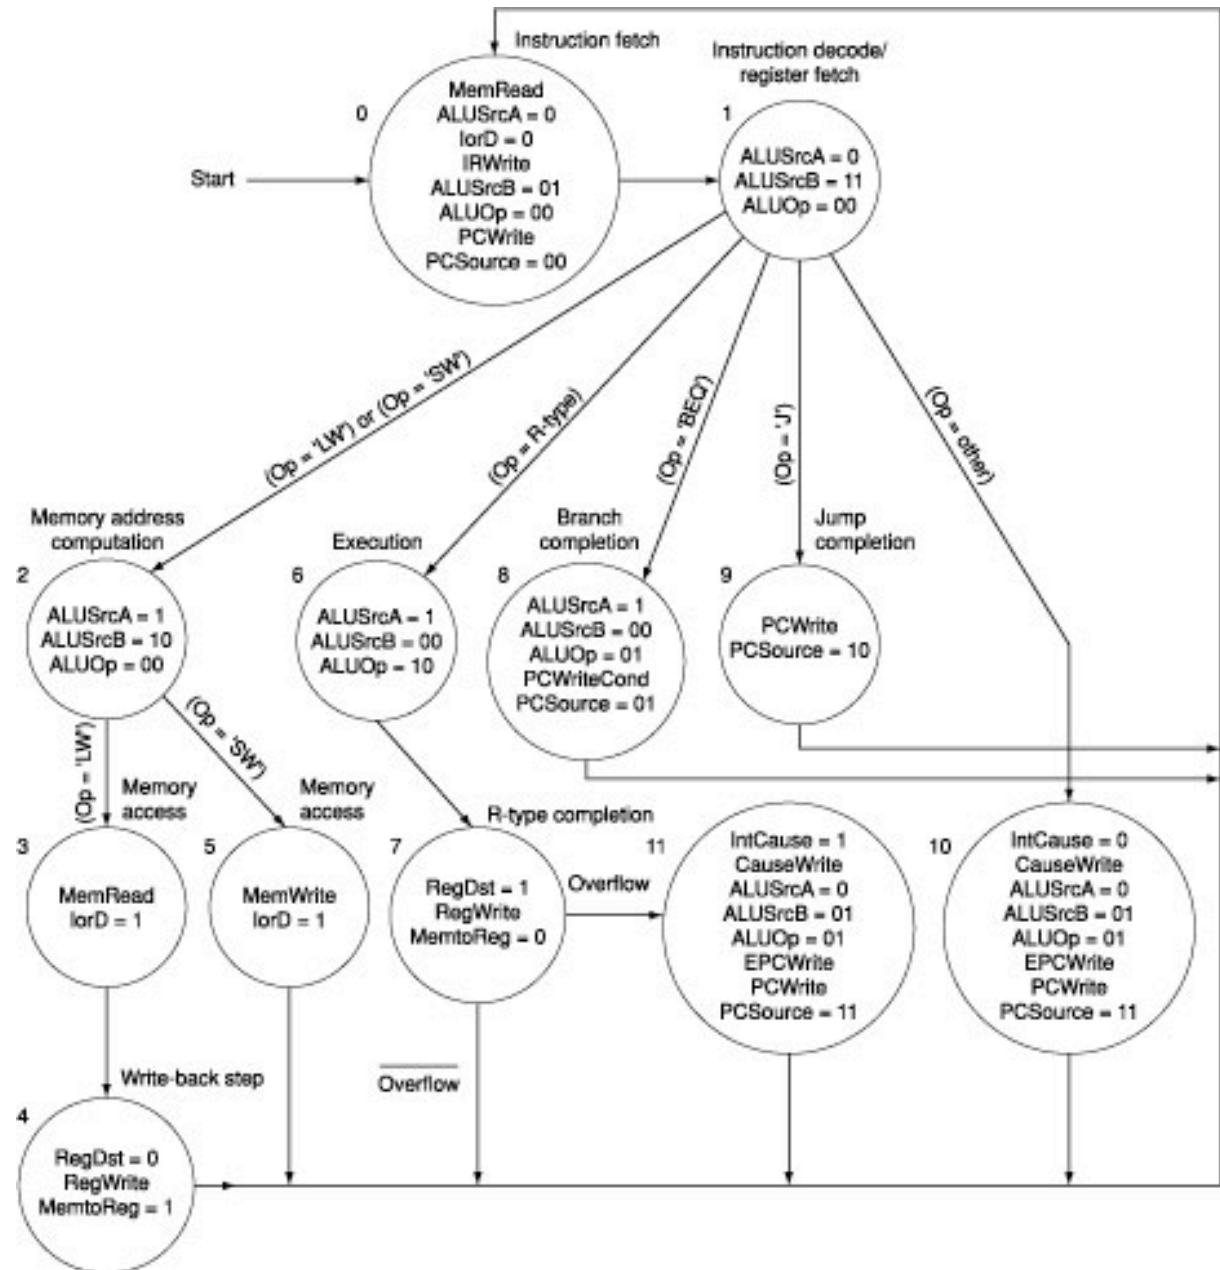 Instruction fetch
0
MemRead
ALUSrcA = 0
IorD = 0
IRWrite
ALUSrcB = 01
ALUOp = 00
PCWrite
PCSource = 00
Start
Instruction decode/
register fetch
1
ALUSrcA = 0
ALUSrcB = 11
ALUOp = 00
(Op = 'LW') or (Op = 'SW')
(Op = R-type)
(Op = 'BEQ')
(Op = 'J')
(Op = other)
Memory address
computation
2
ALUSrcA = 1
ALUSrcB = 10
ALUOp = 00
Execution
6
ALUSrcA = 1
ALUSrcB = 00
ALUOp = 10
Branch
completion
8
ALUSrcA = 1
ALUSrcB = 00
ALUOp = 01
PCWriteCond
PCSource = 01
Jump
completion
9
PCWrite
PCSource = 10
(Op = 'LW')
(Op = 'SW')
Memory
access
3
MemRead
IorD = 1
Memory
access
5
MemWrite
IorD = 1
R-type completion
7
RegDst = 1
RegWrite
MemtoReg = 0
Overflow
11
IntCause = 1
CauseWrite
ALUSrcA = 0
ALUSrcB = 01
ALUOp = 01
EPCWrite
PCWrite
PCSource = 11
10
IntCause = 0
CauseWrite
ALUSrcA = 0
ALUSrcB = 01
ALUOp = 01
EPCWrite
PCWrite
PCSource = 11
Write-back step
Overflow
4
RegDst = 0
RegWrite
MemtoReg = 1